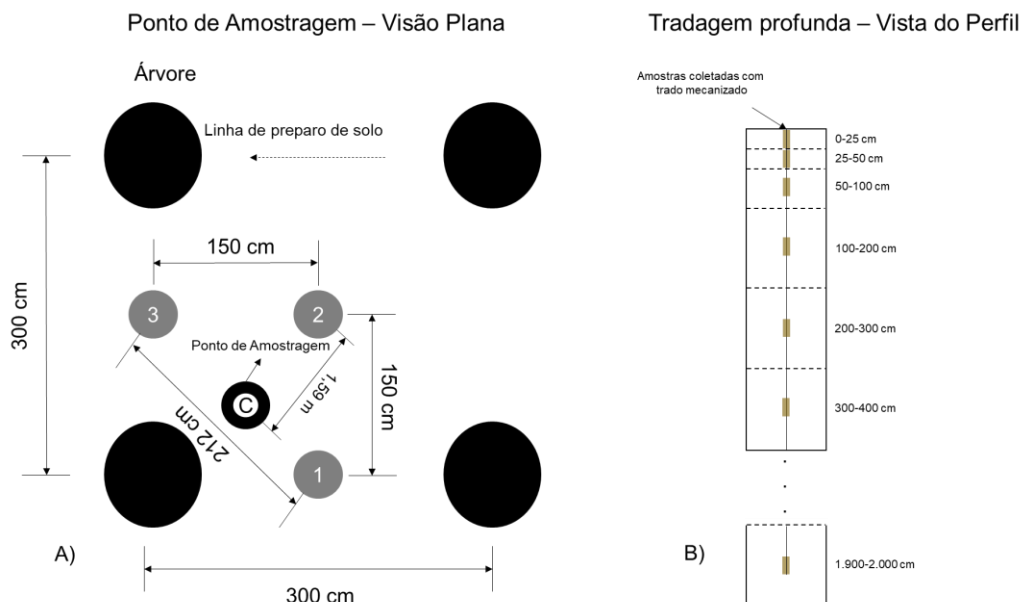 Ponto de Amostragem – Visão Plana
Árvore
Linha de preparo de solo
150 cm
300 cm
3
2
Ponto de Amostragem
1,59 m
150 cm
C
212 cm
1
A)
300 cm
Tradagem profunda – Vista do Perfil
Amostras coletadas com
trado mecanizado
0-25 cm
25-50 cm
50-100 cm
100-200 cm
200-300 cm
300-400 cm
B)
1.900-2.000 cm